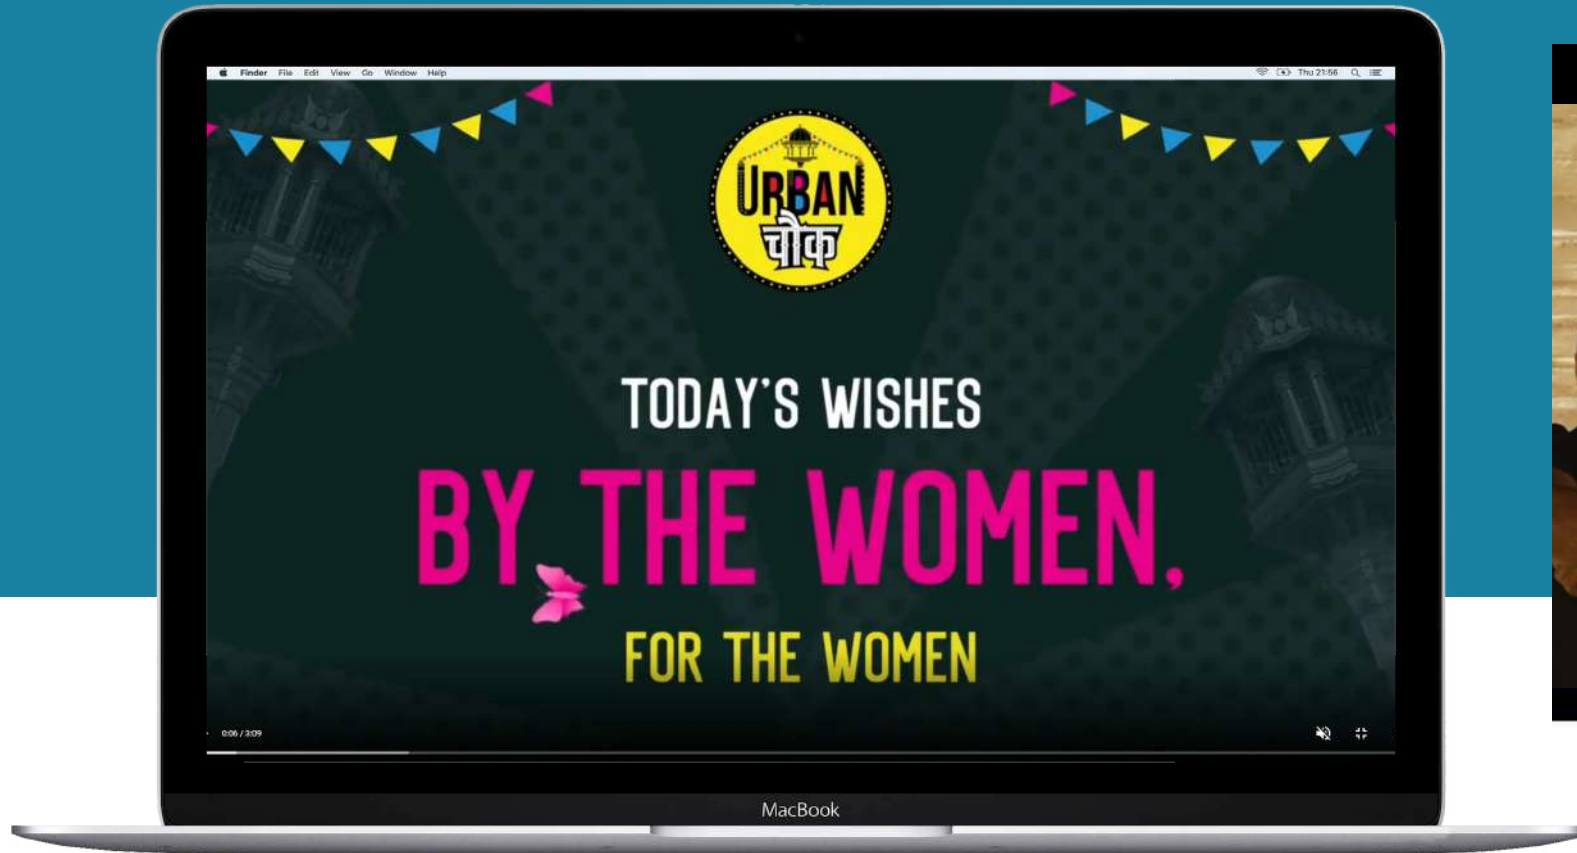 Finder File Edit View Go Window Help
Thu 21:56
URBAN
चौक
TODAY'S WISHES
BY THE WOMEN,
FOR THE WOMEN
0:06 / 3:09
MacBook